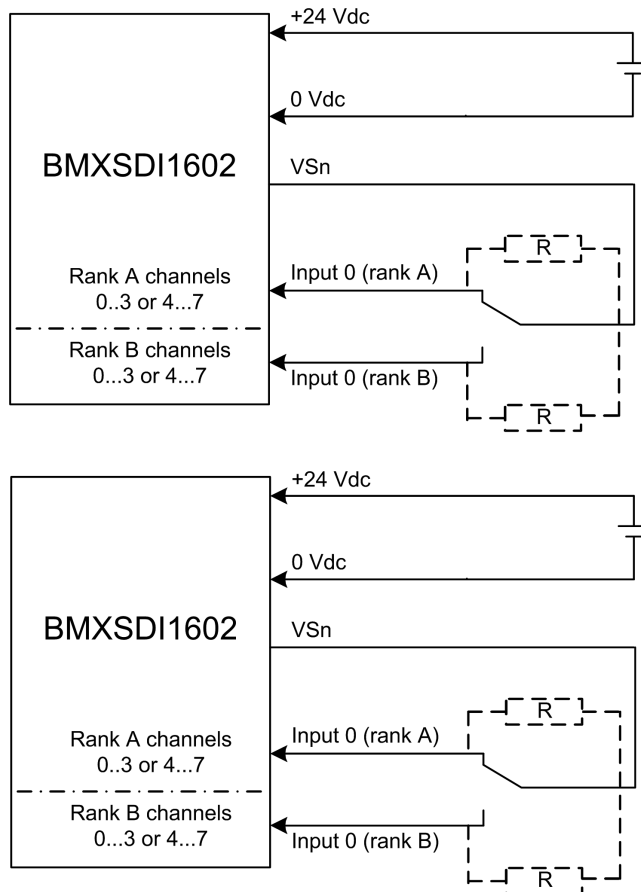 +24 Vdc
0 Vdc
BMXSDI1602
VSn
R
Rank A channels
0..3 or 4...7
Input 0 (rank A)
Rank B channels
0...3 or 4...7
Input 0 (rank B)
R
+24 Vdc
0 Vdc
BMXSDI1602
VSn
R
Rank A channels
0..3 or 4...7
Input 0 (rank A)
Rank B channels
0...3 or 4...7
Input 0 (rank B)
R